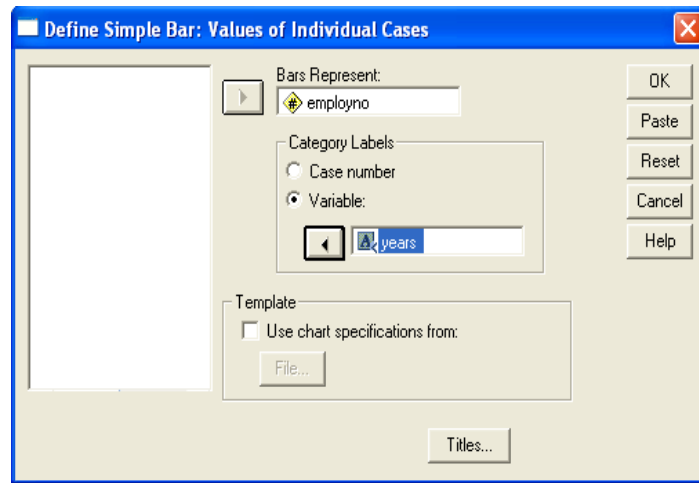 Define Simple Bar: Values of Individual Cases
Bars Represent:
# employno
Category Labels
Case number
Variable:
A years
Template
Use chart specifications from:
File...
Titles...
OK
Paste
Reset
Cancel
Help